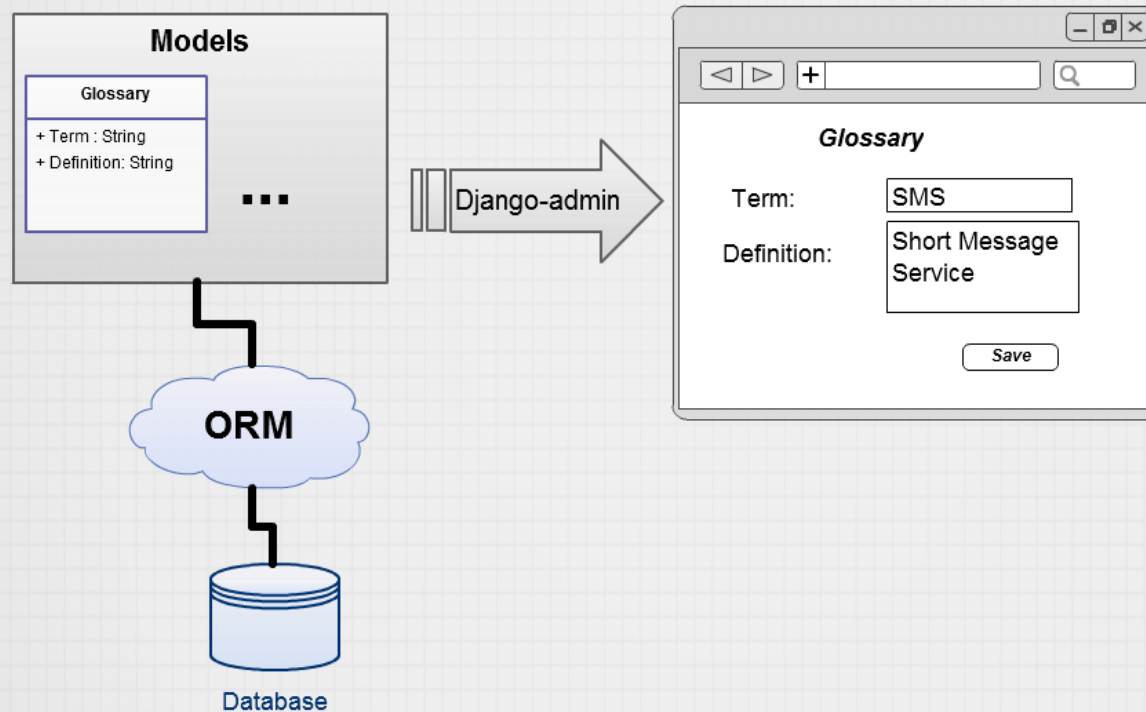 Models
Glossary
+ Term : String
+ Definition: String
...
Django-admin
ORM
Database
+
Glossary
Term:
SMS
Definition:
Short Message
Service
Save